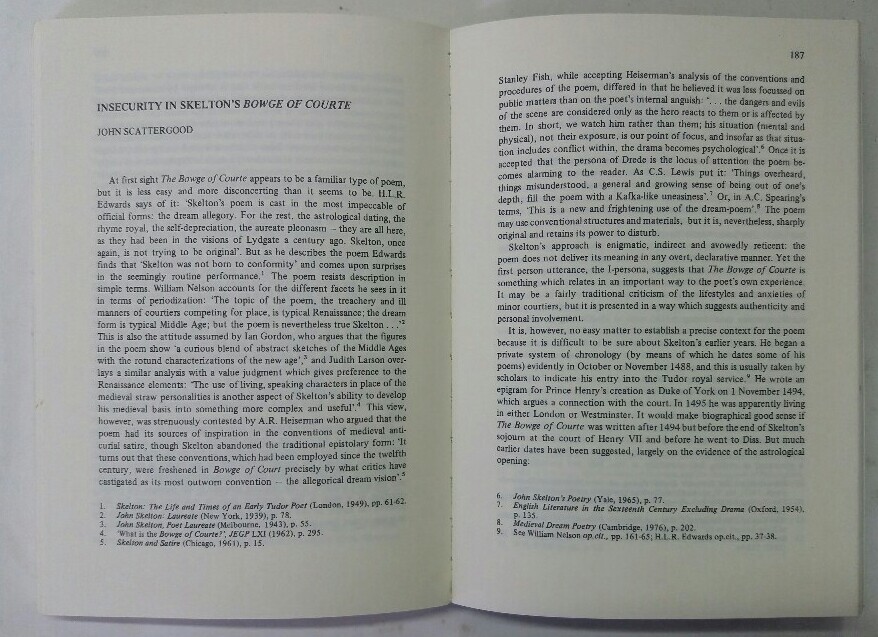 INSECURITY IN SKELTON'S BOWGE OF COURTE
JOHN SCATTERGOOD
At first sight The Bowge of Courte appears to be a familiar type of poem,
but it is less easy and more disconcerting than it seems to be. H.L.R.
Edwards says of it: 'Skelton's poem is cast in the most impeccable of
official forms: the dream allegory. For the rest, the astrological dating, the
rhyme royal, the self-depreciation, the aureate pleonasm – they are all here,
as they had been in the visions of Lydgate a century ago. Skelton, once
again, is not trying to be original'. But as he describes the poem Edwards
finds that 'Skelton was not born to conformity' and comes upon surprises
in the seemingly routine performance.1 The poem resists description in
simple terms. William Nelson accounts for the different facets he sees in it
in terms of periodization: 'The topic of the poem, the treachery and ill
manners of courtiers competing for place, is typical Renaissance; the dream
form is typical Middle Age; but the poem is nevertheless true Skelton . . .'2
This is also the attitude assumed by Ian Gordon, who argues that the figures
in the poem show 'a curious blend of abstract sketches of the Middle Ages
with the rotund characterizations of the new age',3 and Judith Larson over-
lays a similar analysis with a value judgment which gives preference to the
Renaissance elements: 'The use of living, speaking characters in place of the
medieval straw personalities is another aspect of Skelton's ability to develop
his medieval basis into something more complex and useful'.4 This view,
however, was strenuously contested by A.R. Heiserman who argued that the
poem had its sources of inspiration in the conventions of medieval anti-
curial satire, though Skelton abandoned the traditional epistolary form: 'It
turns out that these conventions, which had been employed since the twelfth
century, were freshened in Bowge of Court precisely by what critics have
castigated as its most outworn convention – the allegorical dream vision'.5
1. Skelton: The Life and Times of an Early Tudor Poet (London, 1949), pp. 61-62.
2. John Skelton: Laureate (New York, 1939), p. 78.
3. John Skelton, Poet Laureate (Melbourne, 1943), p. 55.
4. 'What is the Bowge of Courte?', JEGP LXI (1962), p. 295.
5. Skelton and Satire (Chicago, 1961), p. 15.
187
Stanley Fish, while accepting Heiserman's analysis of the conventions and
procedures of the poem, differed in that he believed it was less focussed on
public matters than on the poet's internal anguish: '. . . the dangers and evils
of the scene are considered only as the hero reacts to them or is affected by
them. In short, we watch him rather than them; his situation (mental and
physical), not their exposure, is our point of focus, and insofar as that situa-
tion includes conflict within, the drama becomes psychological'.6 Once it is
accepted that the persona of Drede is the locus of attention the poem be-
comes alarming to the reader. As C.S. Lewis put it: 'Things overheard,
things misunderstood, a general and growing sense of being out of one's
depth, fill the poem with a Kafka-like uneasiness'.7 Or, in A.C. Spearing's
terms, 'This is a new and frightening use of the dream-poem'.8 The poem
may use conventional structures and materials, but it is, nevertheless, sharply
original and retains its power to disturb.
Skelton's approach is enigmatic, indirect and avowedly reticent: the
poem does not deliver its meaning in any overt, declarative manner. Yet the
first person utterance, the I-persona, suggests that The Bowge of Courte is
something which relates in an important way to the poet's own experience.
It may be a fairly traditional criticism of the lifestyles and anxieties of
minor courtiers, but it is presented in a way which suggests authenticity and
personal involvement.
It is, however, no easy matter to establish a precise context for the poem
because it is difficult to be sure about Skelton's earlier years. He began a
private system of chronology (by means of which he dates some of his
poems) evidently in October or November 1488, and this is usually taken by
scholars to indicate his entry into the Tudor royal service.9 He wrote an
epigram for Prince Henry's creation as Duke of York on 1 November 1494,
which argues a connection with the court. In 1495 he was apparently living
in either London or Westminster. It would make biographical good sense if
The Bowge of Courte was written after 1494 but before the end of Skelton's
sojourn at the court of Henry VII and before he went to Diss. But much
earlier dates have been suggested, largely on the evidence of the astrological
opening:
6. John Skelton's Poetry (Yale, 1965), p. 77.
7. English Literature in the Sixteenth Century Excluding Drama (Oxford, 1954),
p. 135.
8. Medieval Dream Poetry (Cambridge, 1976), p. 202.
9. See William Nelson op.cit., pp. 161-65; H.L.R. Edwards op.cit., pp. 37-38.